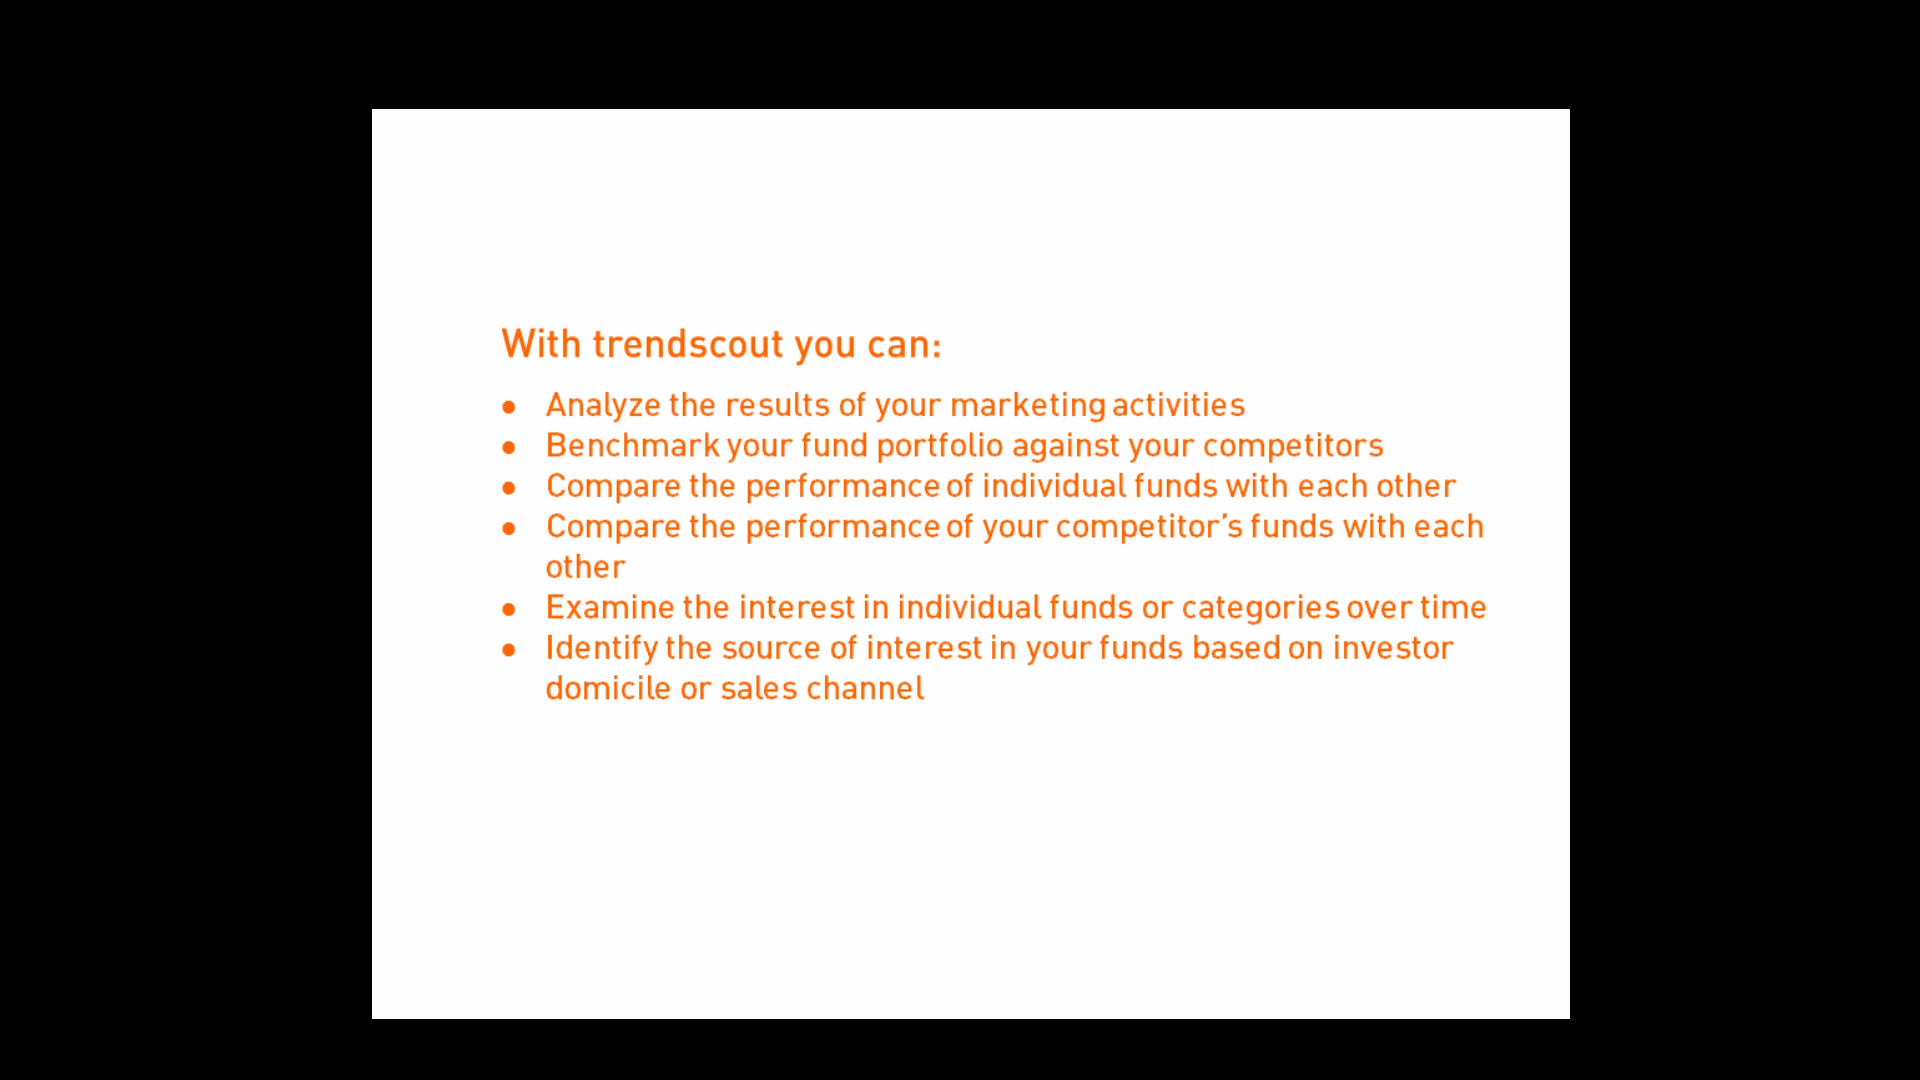 With trendscout you can:
• Analyze the results of your marketing activities
• Benchmark your fund portfolio against your competitors
• Compare the performance of individual funds with each other
• Compare the performance of your competitor’s funds with each
other
• Examine the interest in individual funds or categories over time
• Identify the source of interest in your funds based on investor
domicile or sales channel